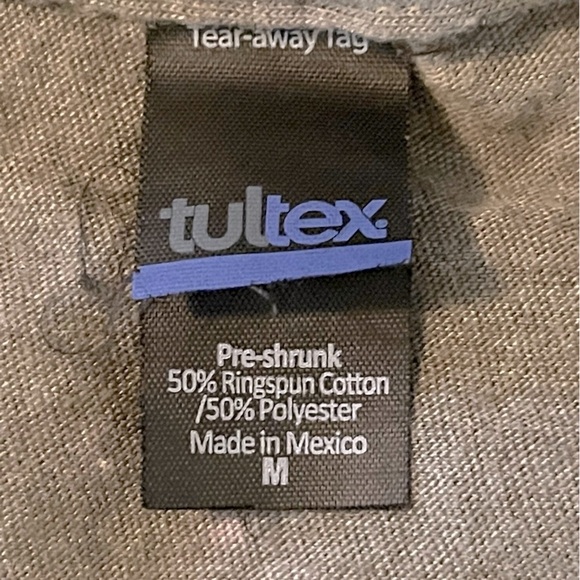 Tear-away Tag
tultex
Pre-shrunk
50% Ringspun Cotton
/50% Polyester
Made in Mexico
M